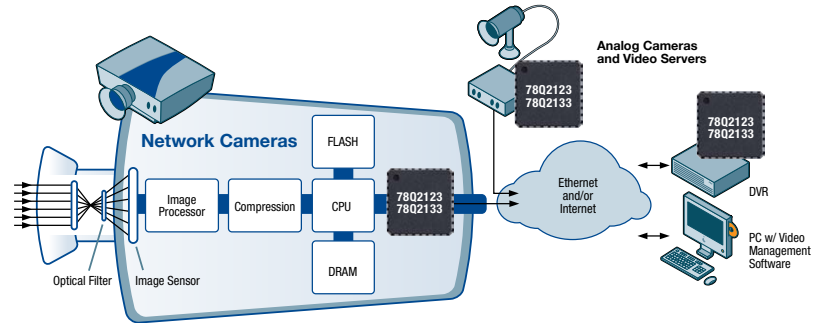 Analog Cameras
and Video Servers
78Q2123
78Q2133
Network Cameras
FLASH
78Q2123
78Q2133
Image
Processor
Compression
CPU
78Q2123
78Q2133
Ethernet
and/or
Internet
DVR
DRAM
PC w/ Video
Management
Software
Optical Filter
Image Sensor